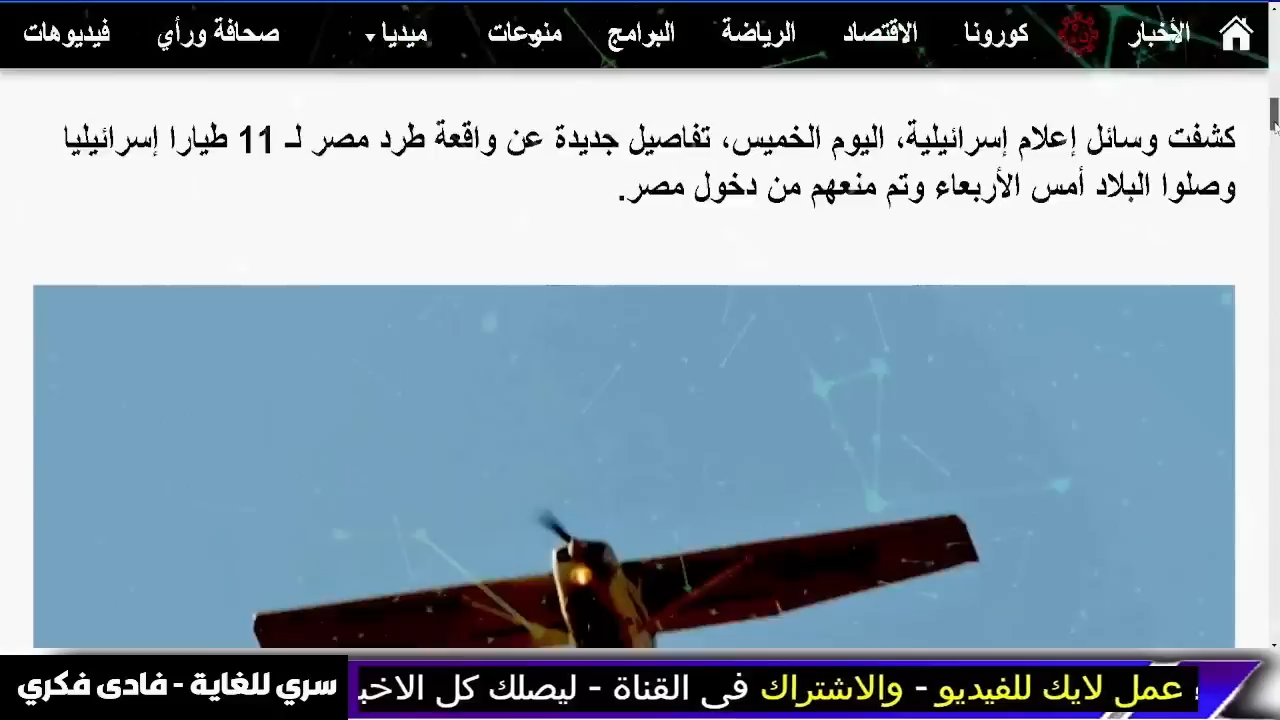 الأخبار كورونا الاقتصاد الرياضة البرامج منوعات ميديا صحافة ورأي فيديوهات
كشفت وسائل إعلام إسرائيلية، اليوم الخميس، تفاصيل جديدة عن واقعة طرد مصر لـ 11 طيارا إسرائيليا
وصلوا البلاد أمس الأربعاء وتم منعهم من دخول مصر.
عمل لايك للفيديو - والاشتراك فى القناة - ليصلك كل
سري للغاية - فادى فكري